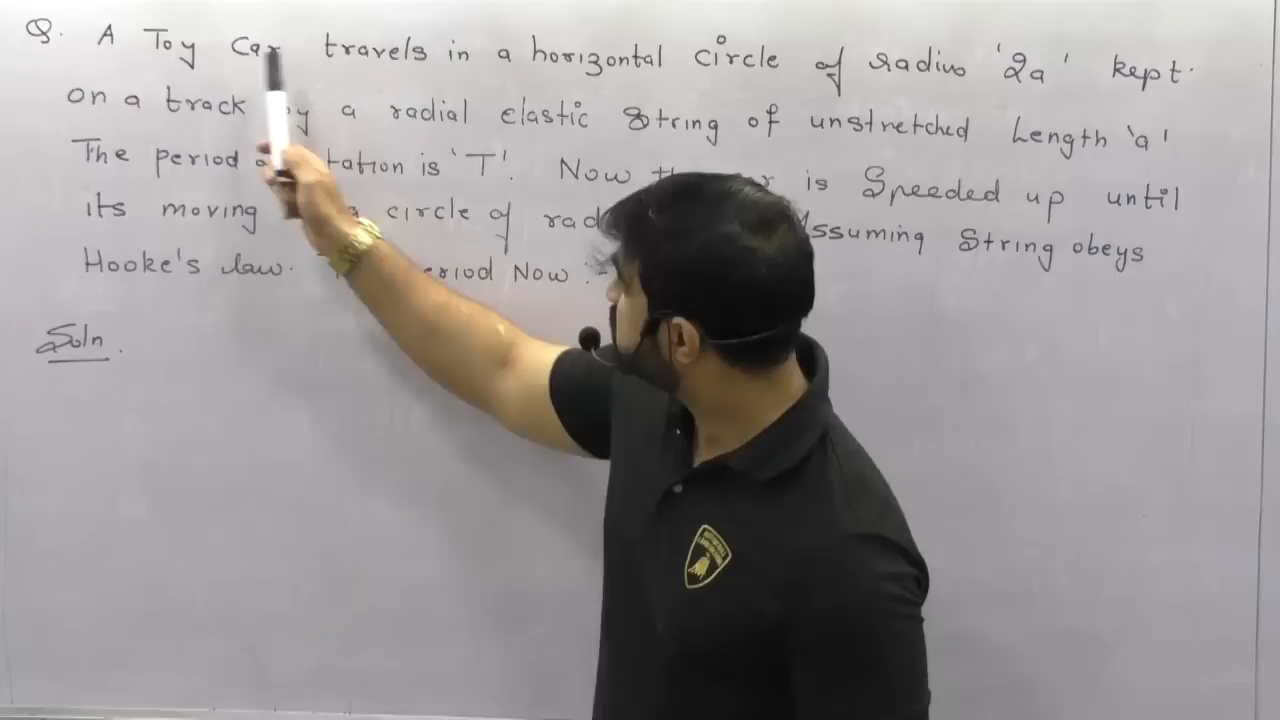 Q. A Toy Car travels in a horizontal circle of radius '2a' kept
on a track by a radial elastic String of unstretched Length 'a'
The period tation is 'T'. Now is Speeded up until
its moving circle of rad Assuming String obeys
Hooke's law. eriod Now :-
Soln.